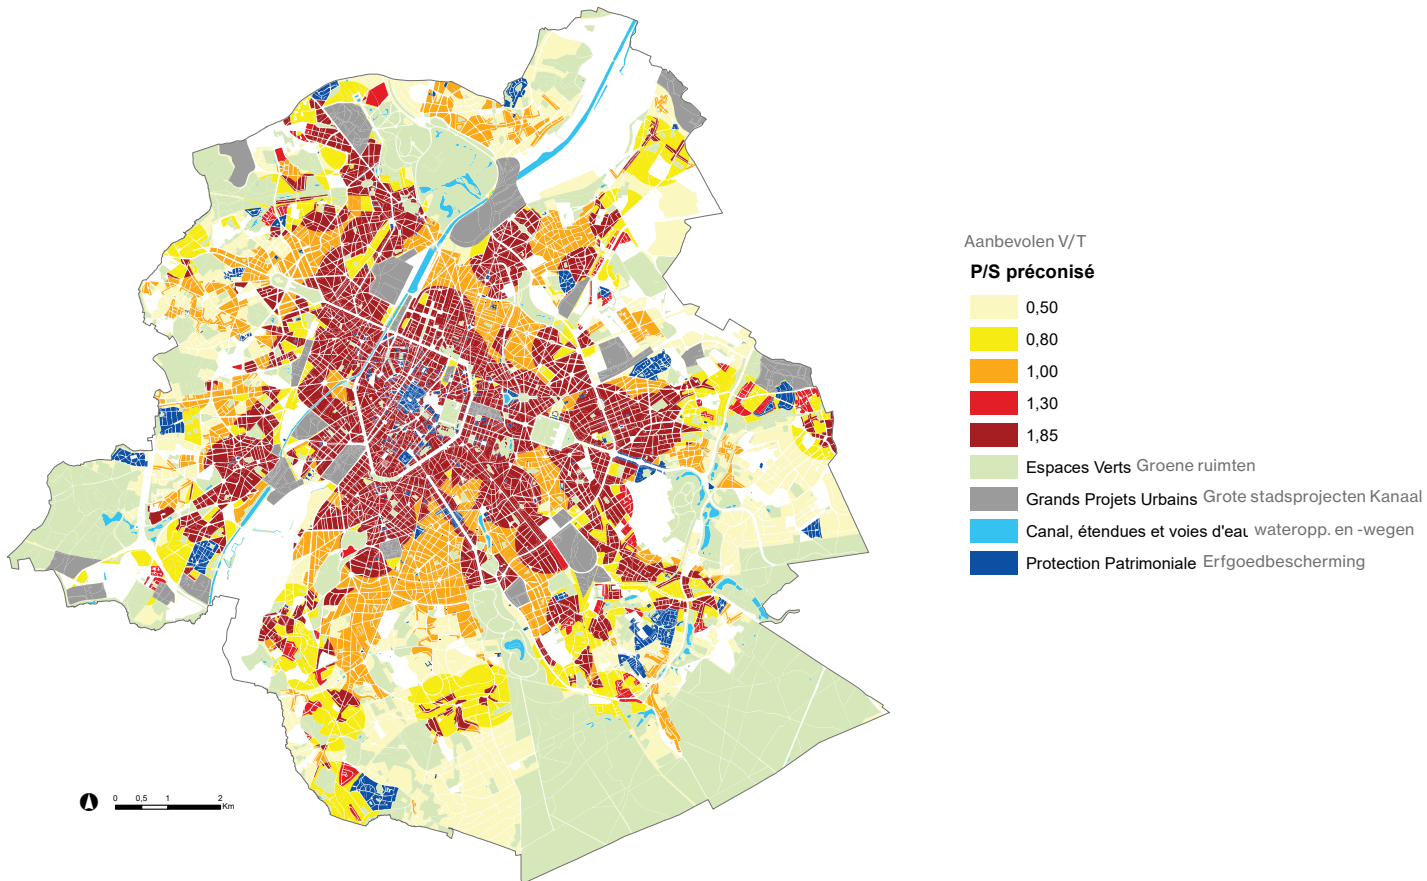 Aanbevolen V/T
P/S préconisé
0,50
0,80
1,00
1,30
1,85
Espaces Verts Groene ruimten
Grands Projets Urbains Grote stadsprojecten Kanaal
Canal, étendues et voies d'eau wateropp. en -wegen
Protection Patrimoniale Erfgoedbescherming
0 0,5 1 2
Km